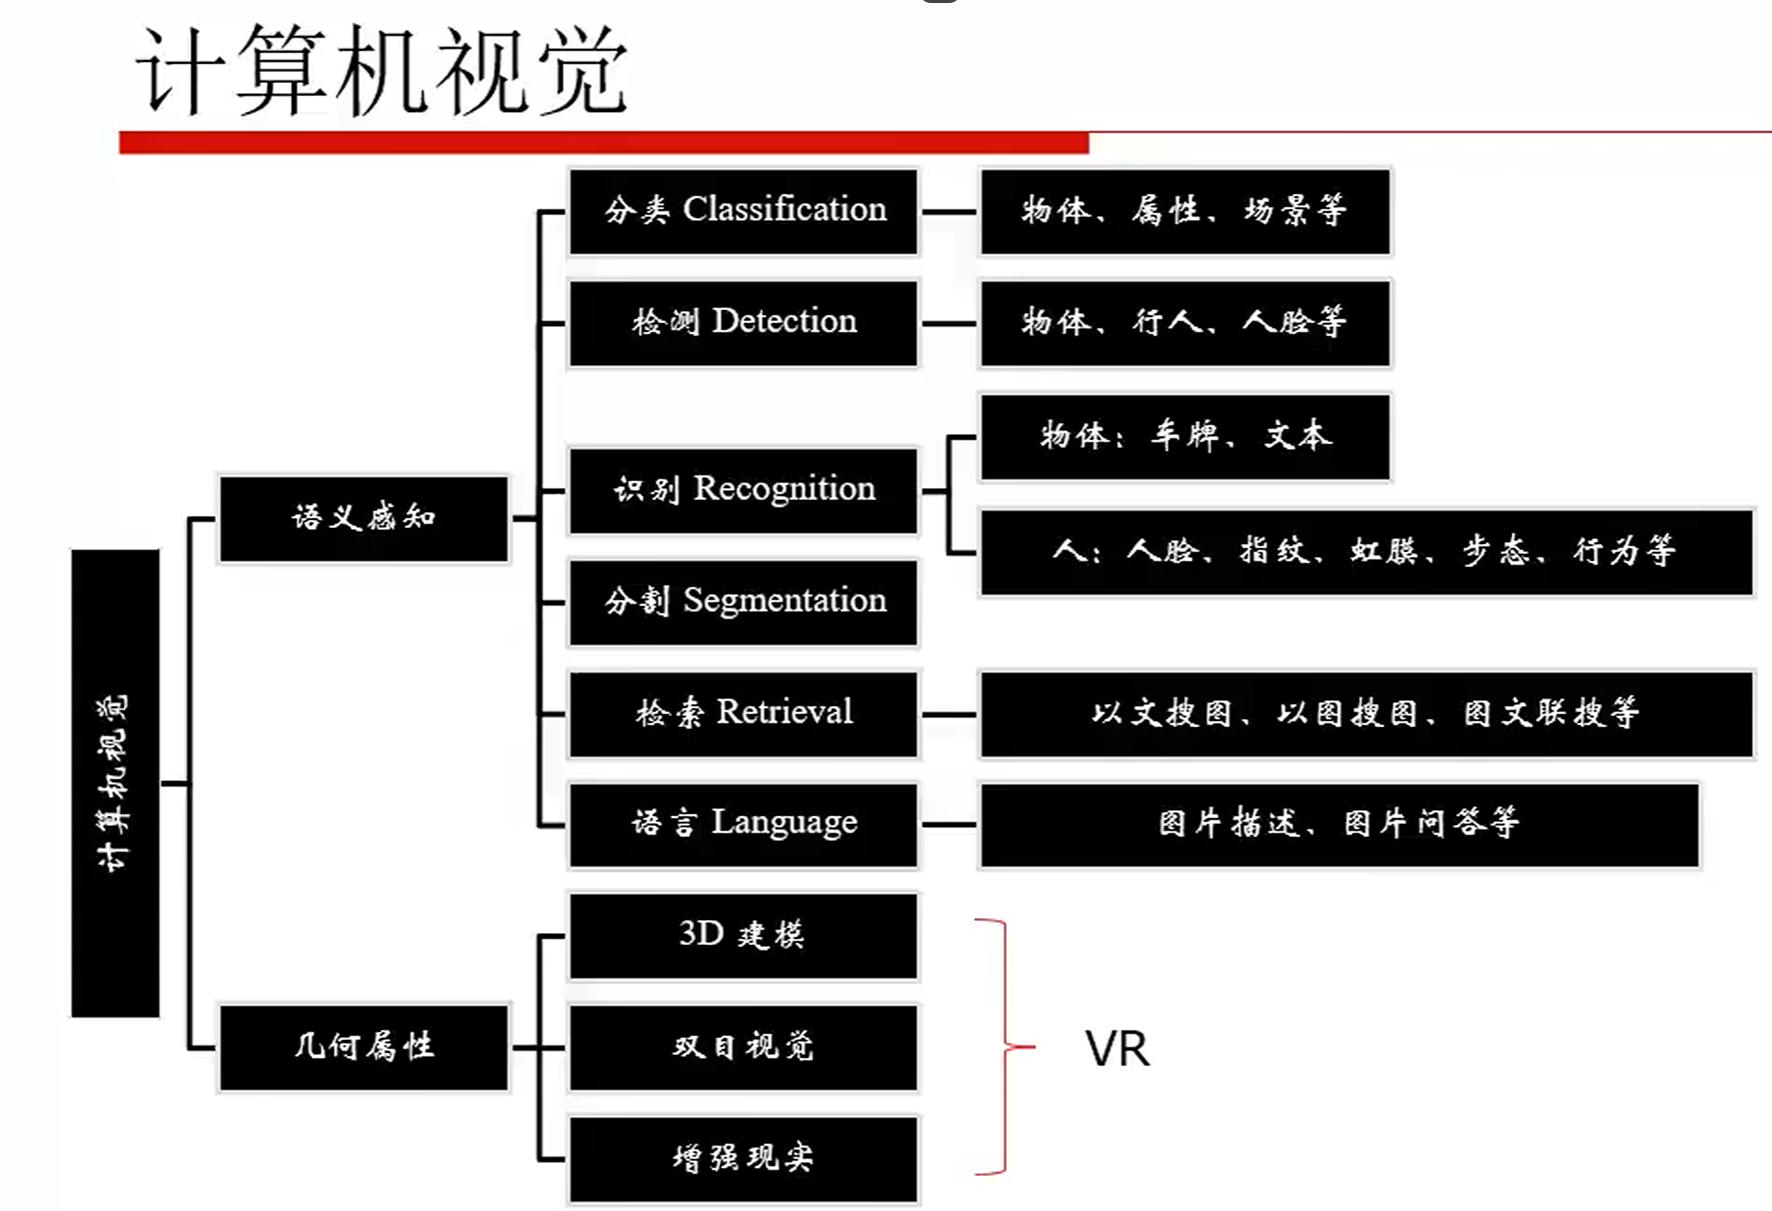 计算机视觉
分类 Classification
物体、属性、场景等
检测 Detection
物体、行人、人脸等
识别 Recognition
物体：车牌、文本
人：人脸、指纹、虹膜、步态、行为等
语义感知
分割 Segmentation
检索 Retrieval
以文搜图、以图搜图、图文联搜等
语言 Language
图片描述、图片问答等
计算机视觉
3D 建模
几何属性
双目视觉
增强现实
VR